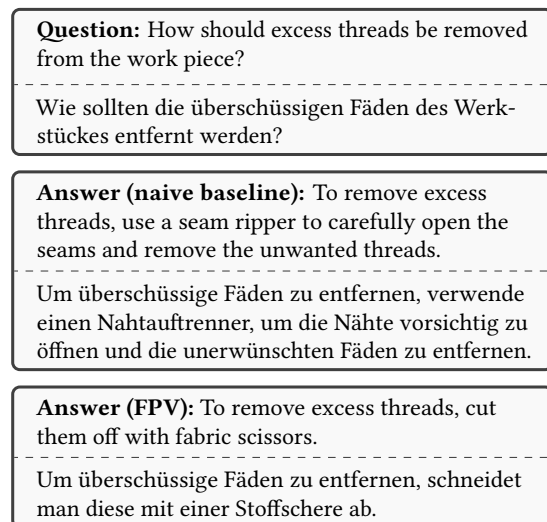 Question: How should excess threads be removed
from the work piece?
Wie sollten die überschüssigen Fäden des Werk-
stückes entfernt werden?
Answer (naive baseline): To remove excess
threads, use a seam ripper to carefully open the
seams and remove the unwanted threads.
Um überschüssige Fäden zu entfernen, verwende
einen Nahtauftrenner, um die Nähte vorsichtig zu
öffnen und die unerwünschten Fäden zu entfernen.
Answer (FPV): To remove excess threads, cut
them off with fabric scissors.
Um überschüssige Fäden zu entfernen, schneidet
man diese mit einer Stoffschere ab.